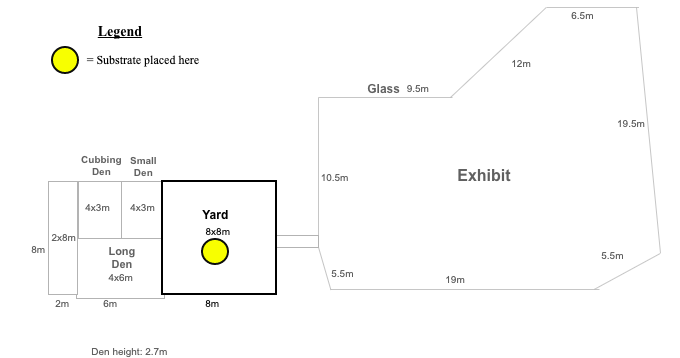 Legend
= Substrate placed here
6.5m
12m
Glass 9.5m
19.5m
Cubbing Den
Small Den
10.5m
Exhibit
4x3m
4x3m
Yard
8x8m
2x8m
8m
Long Den
4x6m
5.5m
5.5m
19m
2m
6m
8m
Den height: 2.7m